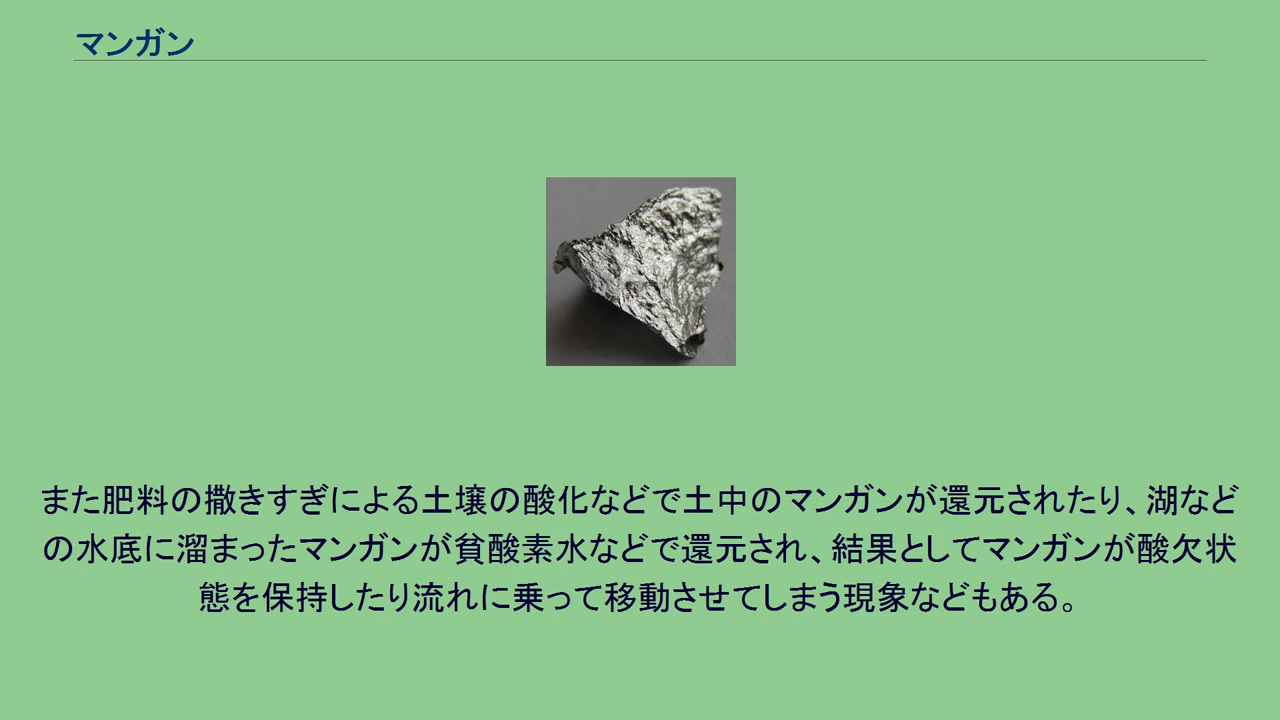 マンガン
また肥料の撒きすぎによる土壌の酸化などで土中のマンガンが還元されたり、湖など
の水底に溜まったマンガンが貧酸素水などで還元され、結果としてマンガンが酸欠状
態を保持したり流れに乗って移動させてしまう現象などもある。